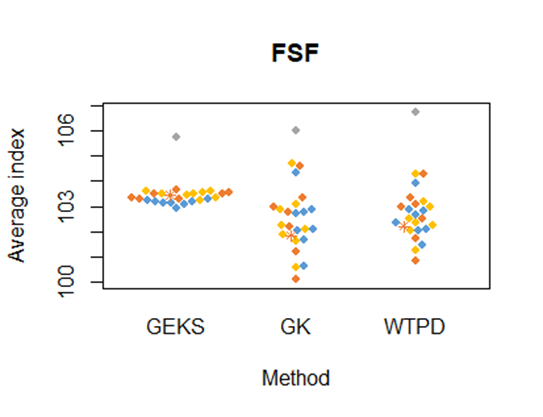 FSF
Average index
106
103
100
GEKS GK WTPD
Method